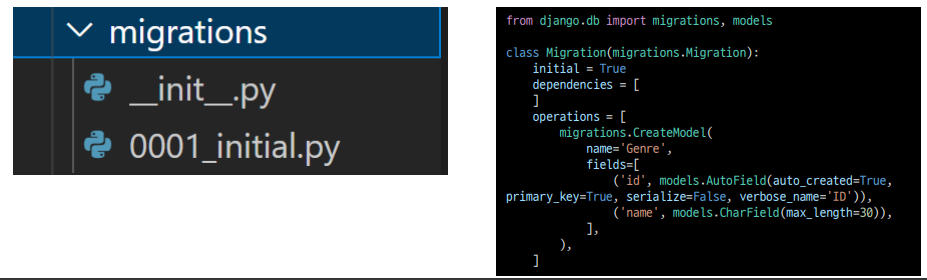 migrations
__init__.py
0001_initial.py
from django.db import migrations, models
class Migration(migrations.Migration):
    initial = True
    dependencies = [
    ]
    operations = [
        migrations.CreateModel(
            name='Genre',
            fields=[
                ('id', models.AutoField(auto_created=True,
primary_key=True, serialize=False, verbose_name='ID')),
                ('name', models.CharField(max_length=30)),
            ],
        ),
    ]